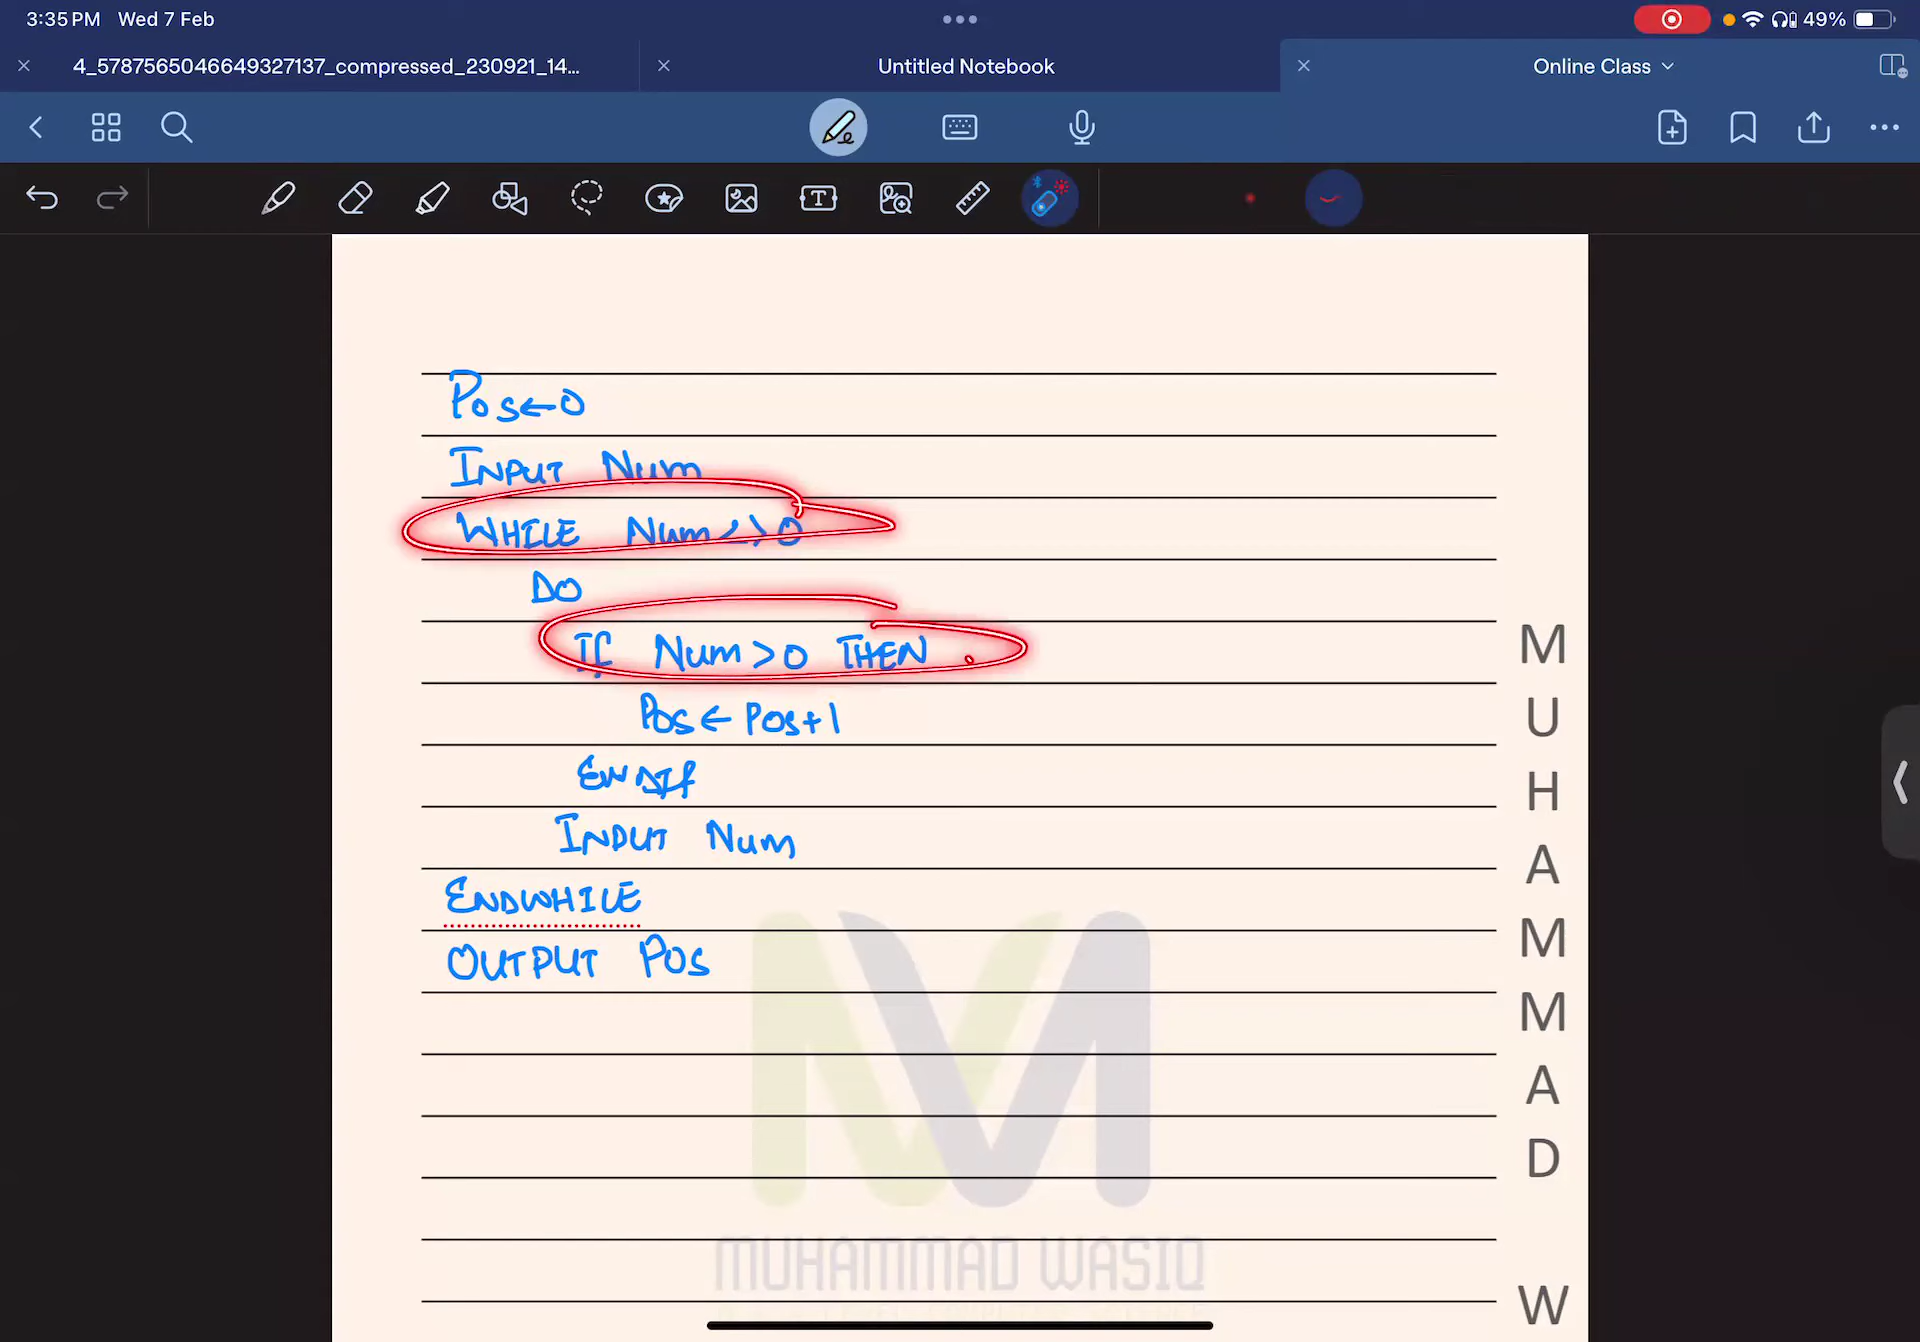 3:35 PM Wed 7 Feb
49%
4_5787565046649327137_compressed_230921_14...
Untitled Notebook
Online Class
Pos←0
INPUT Num
WHILE Num<>0
DO
IF Num>0 THEN
Pos←Pos+1
ENDIF
INPUT Num
ENDWHILE
OUTPUT Pos
MUHAMMAD W
MUHAMMAD WASIQ